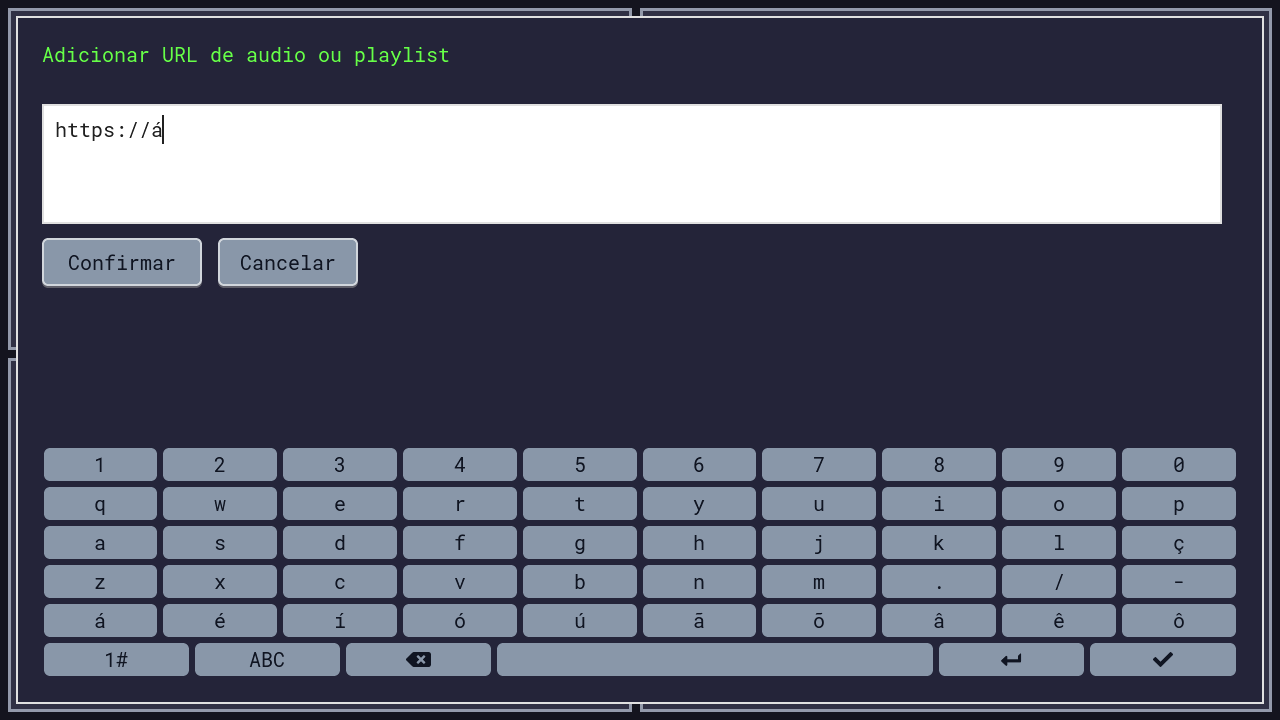 Adicionar URL de audio ou playlist
https://á
Confirmar Cancelar
1 2 3 4 5 6 7 8 9 0
q w e r t y u i o p
a s d f g h j k l ç
z x c v b n m . / -
á é í ó ú ã õ â ê ô
1# ABC